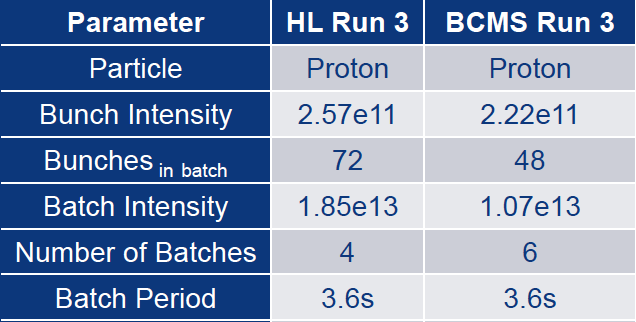 Parameter HL Run 3 BCMS Run 3
Particle Proton Proton
Bunch Intensity 2.57e11 2.22e11
Bunches in batch 72 48
Batch Intensity 1.85e13 1.07e13
Number of Batches 4 6
Batch Period 3.6s 3.6s